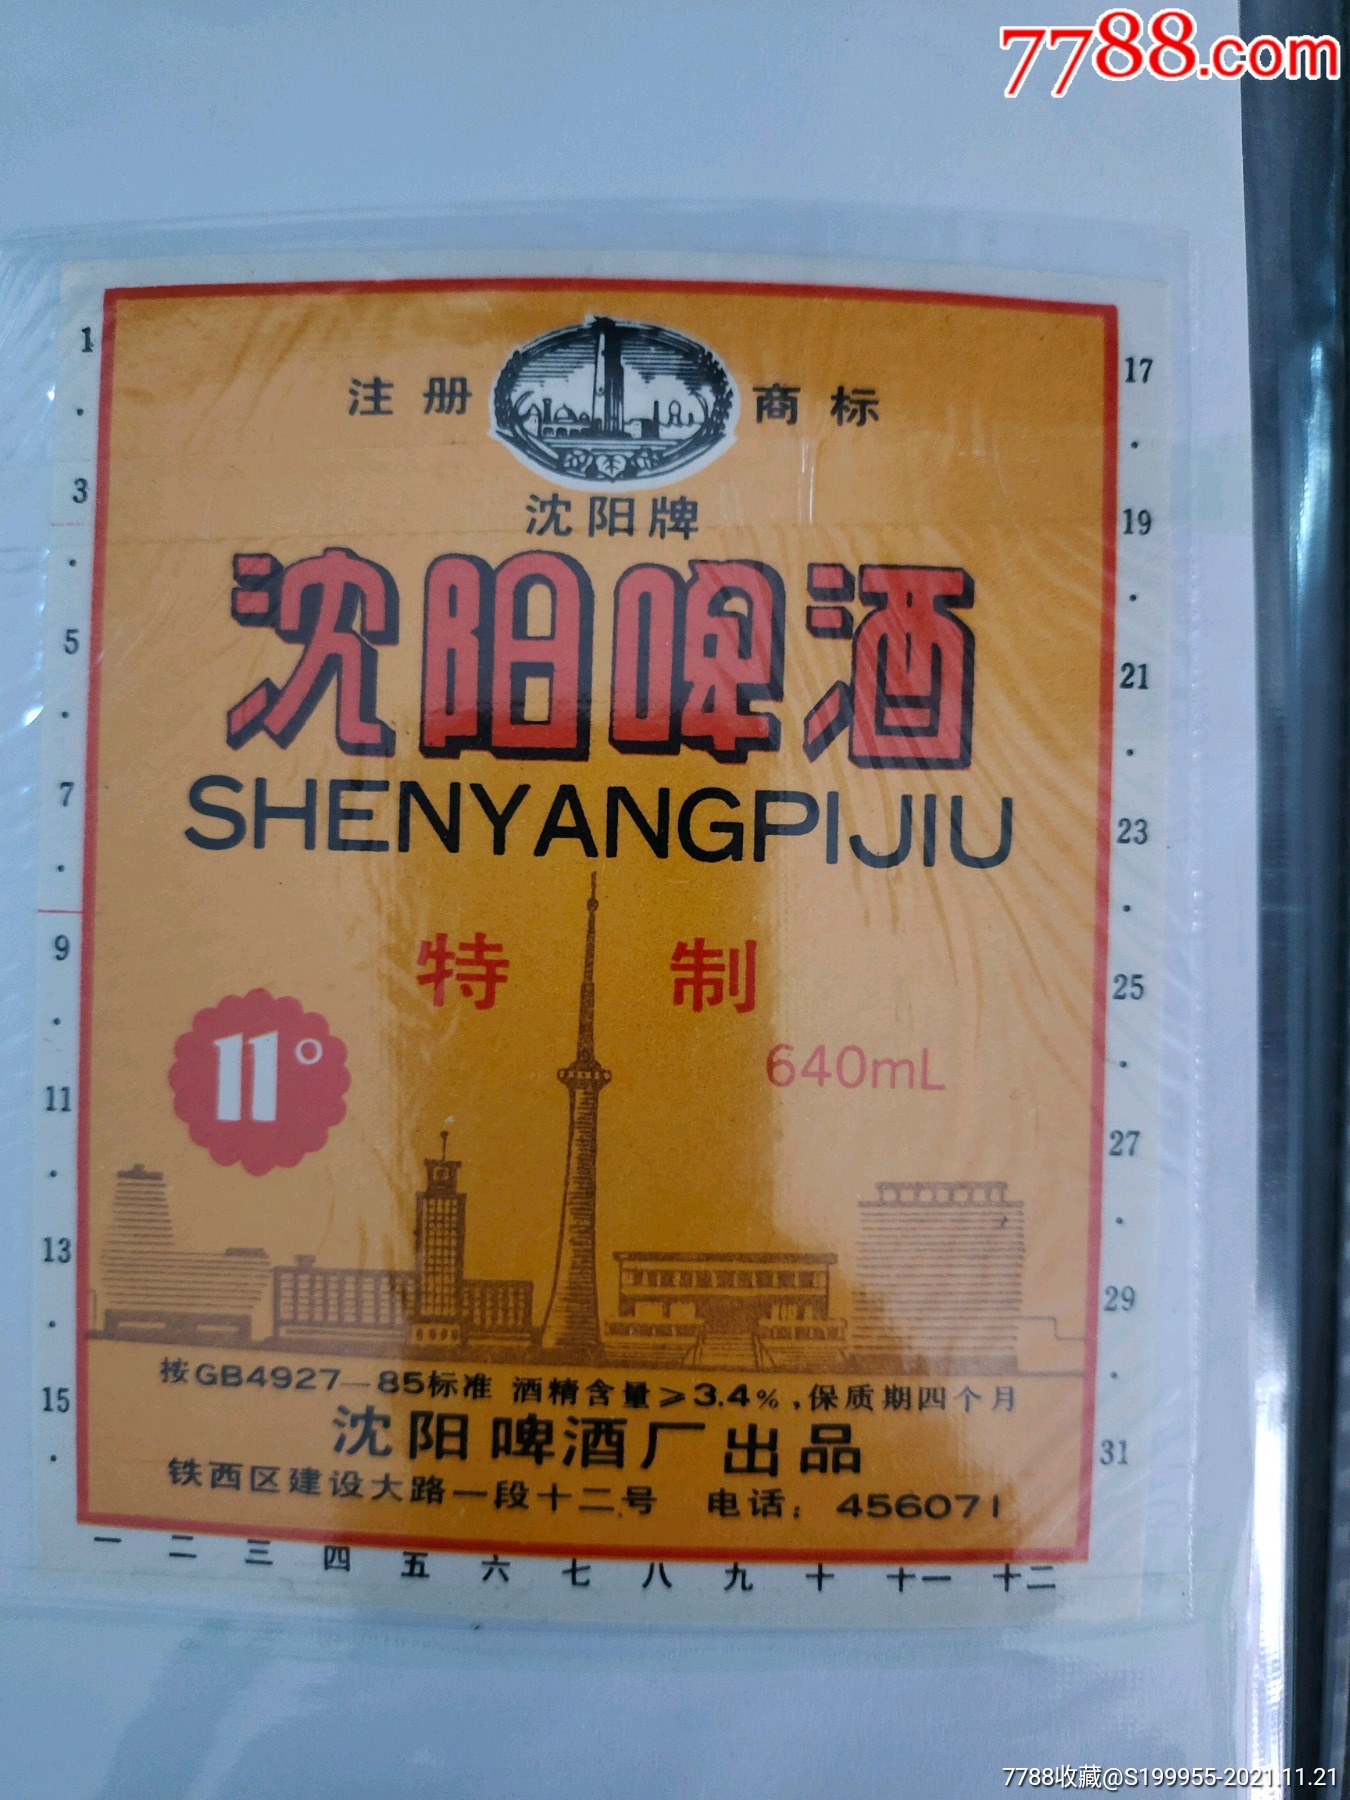 7788.com
注册 商标
沈阳牌
沈阳啤酒
SHENYANGPIJIU
特 制
11°
640mL
按GB4927—85标准 酒精含量≥3.4%,保质期四个月
沈阳啤酒厂出品
铁西区建设大路一段十二号 电话:456071
1
·
3
·
5
·
7
·
9
·
11
·
13
·
15
·
17
·
19
·
21
·
23
·
25
·
27
·
29
·
31
一 二 三 四 五 六 七 八 九 十 十一 十二
7788收藏@S199955-2021.11.21